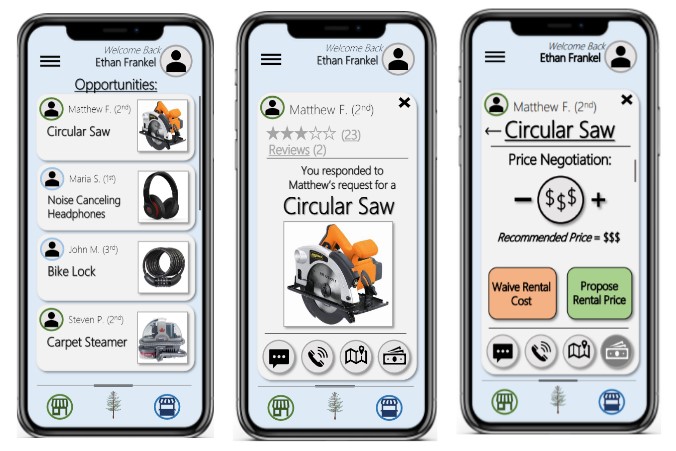 Welcome Back
Ethan Frankel
Opportunities:
Matthew F. (2nd)
Circular Saw
Maria S. (1st)
Noise Canceling
Headphones
John M. (3rd)
Bike Lock
Steven P. (2nd)
Carpet Steamer
Welcome Back
Ethan Frankel
Matthew F. (2nd)
(23)
Reviews (2)
You responded to
Matthew's request for a
Circular Saw
Welcome Back
Ethan Frankel
Matthew F. (2nd)
Circular Saw
Price Negotiation:
− $$$ +
Recommended Price = $$$
Waive Rental
Cost
Propose
Rental Price